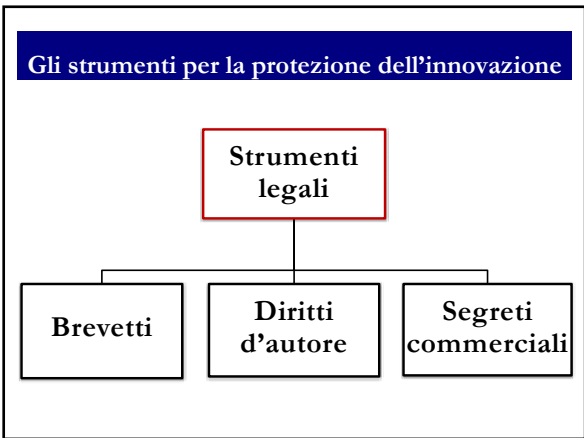 Gli strumenti per la protezione dell’innovazione
Strumenti
legali
Brevetti
Diritti
d’autore
Segreti
commerciali